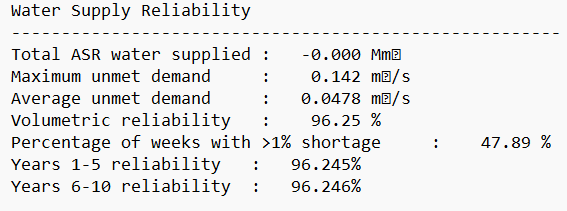 Water Supply Reliability
-------------------------------------------------------
Total ASR water supplied :   -0.000 Mm�
Maximum unmet demand     :    0.142 m�/s
Average unmet demand     :   0.0478 m�/s
Volumetric reliability   :    96.25 %
Percentage of weeks with >1% shortage     :    47.89 %
Years 1-5 reliability   :   96.245%
Years 6-10 reliability  :   96.246%